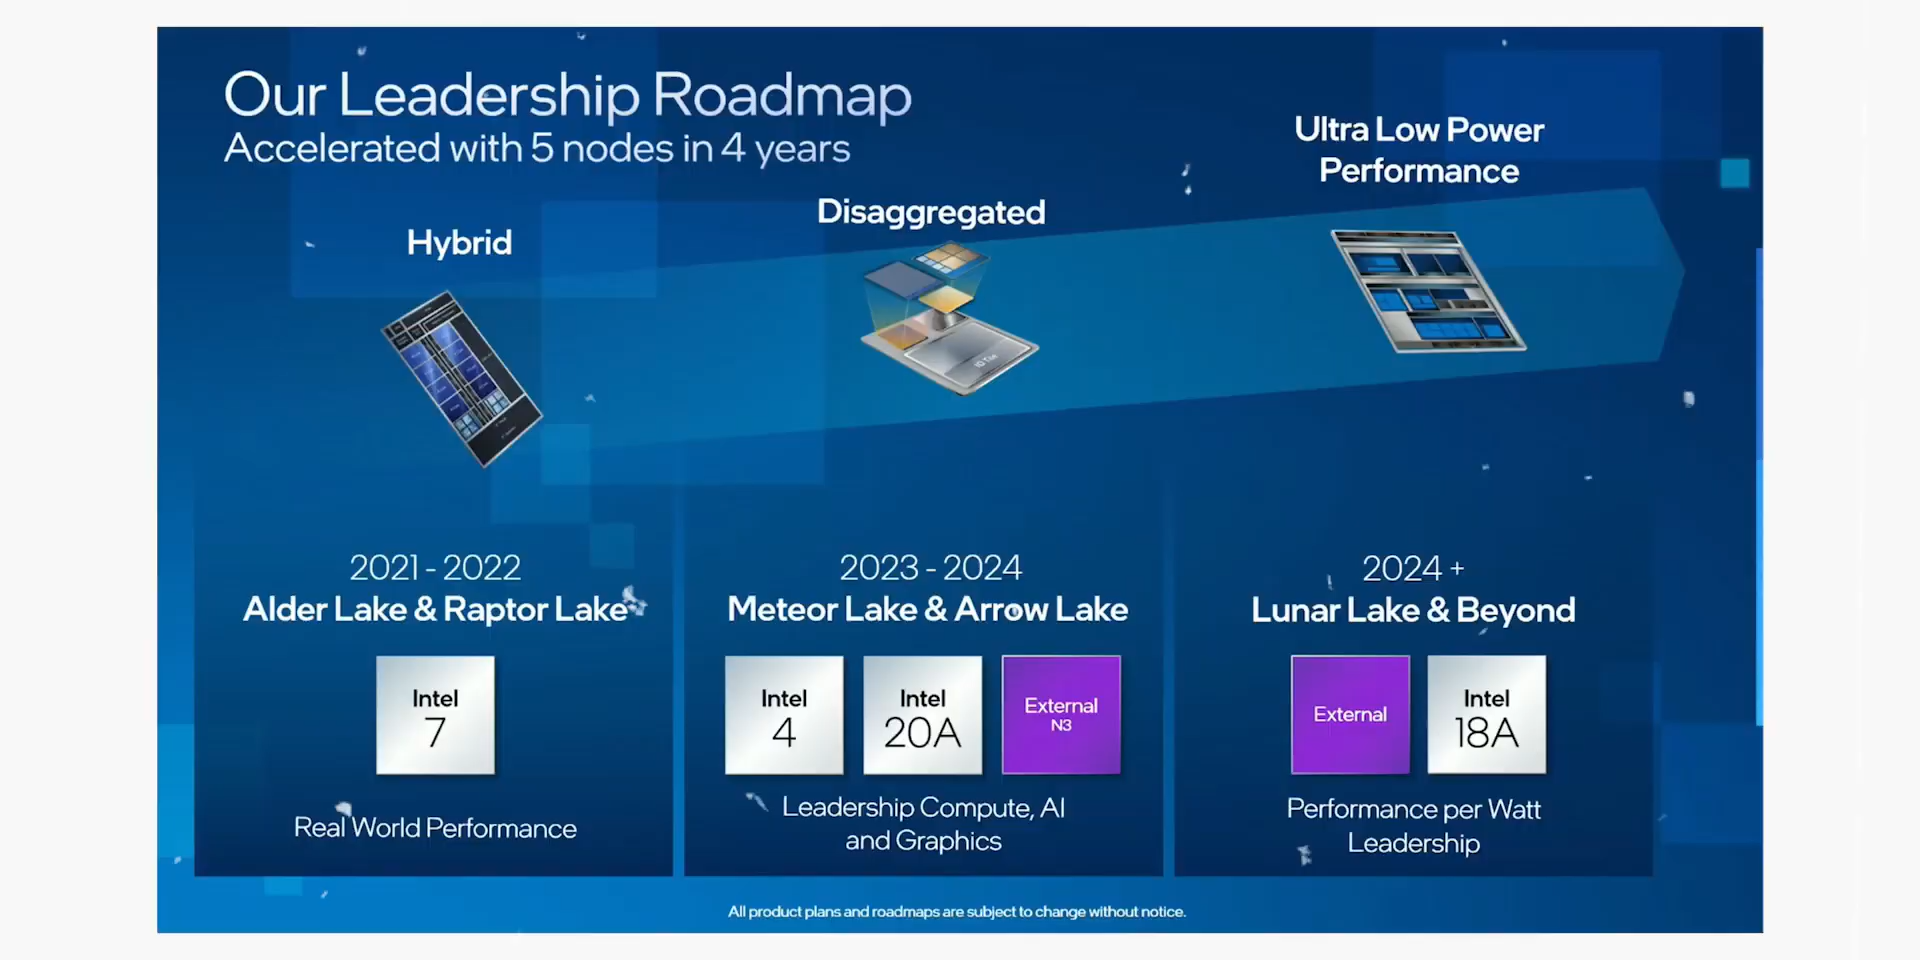 Our Leadership Roadmap
Accelerated with 5 nodes in 4 years
Hybrid
Disaggregated
Ultra Low Power
Performance
IO Tile
2021 - 2022
Alder Lake & Raptor Lake
Intel
7
Real World Performance
2023 - 2024
Meteor Lake & Arrow Lake
Intel
4
Intel
20A
External
N3
Leadership Compute, AI
and Graphics
2024 +
Lunar Lake & Beyond
External
Intel
18A
Performance per Watt
Leadership
All product plans and roadmaps are subject to change without notice.